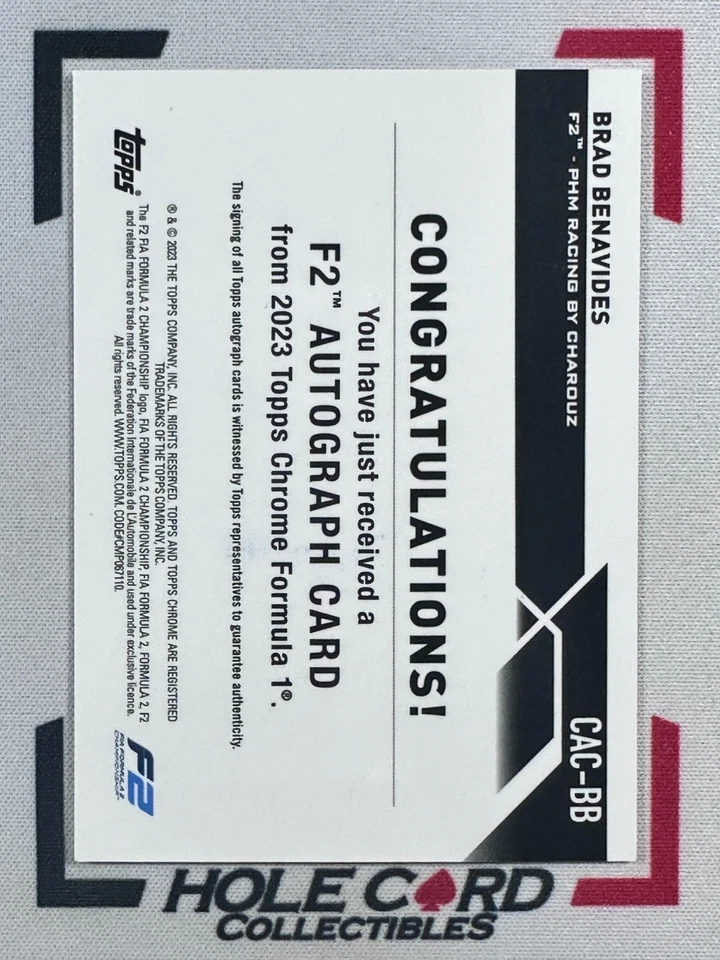 BRAD BENAVIDES
F2™ - PHM RACING BY CHAROUZ
CAC-BB
CONGRATULATIONS!
You have just received a
F2™ AUTOGRAPH CARD
from 2023 Topps Chrome Formula 1®.
The signing of all Topps autograph cards is witnessed by Topps representatives to guarantee authenticity.
® & © 2023 THE TOPPS COMPANY, INC. ALL RIGHTS RESERVED. TOPPS AND TOPPS CHROME ARE REGISTERED
TRADEMARKS OF THE TOPPS COMPANY, INC.
The F2 FIA FORMULA 2 CHAMPIONSHIP logo, FIA FORMULA 2 CHAMPIONSHIP, FIA FORMULA 2, FORMULA 2, F2
and related marks are trade marks of the Federation Internationale de L'Automobile and used under exclusive licence.
All rights reserved. WWW.TOPPS.COM. CODE#CMP087110.
topps®
F2
FIA FORMULA 2
CHAMPIONSHIP™
HOLE CARD
COLLECTIBLES